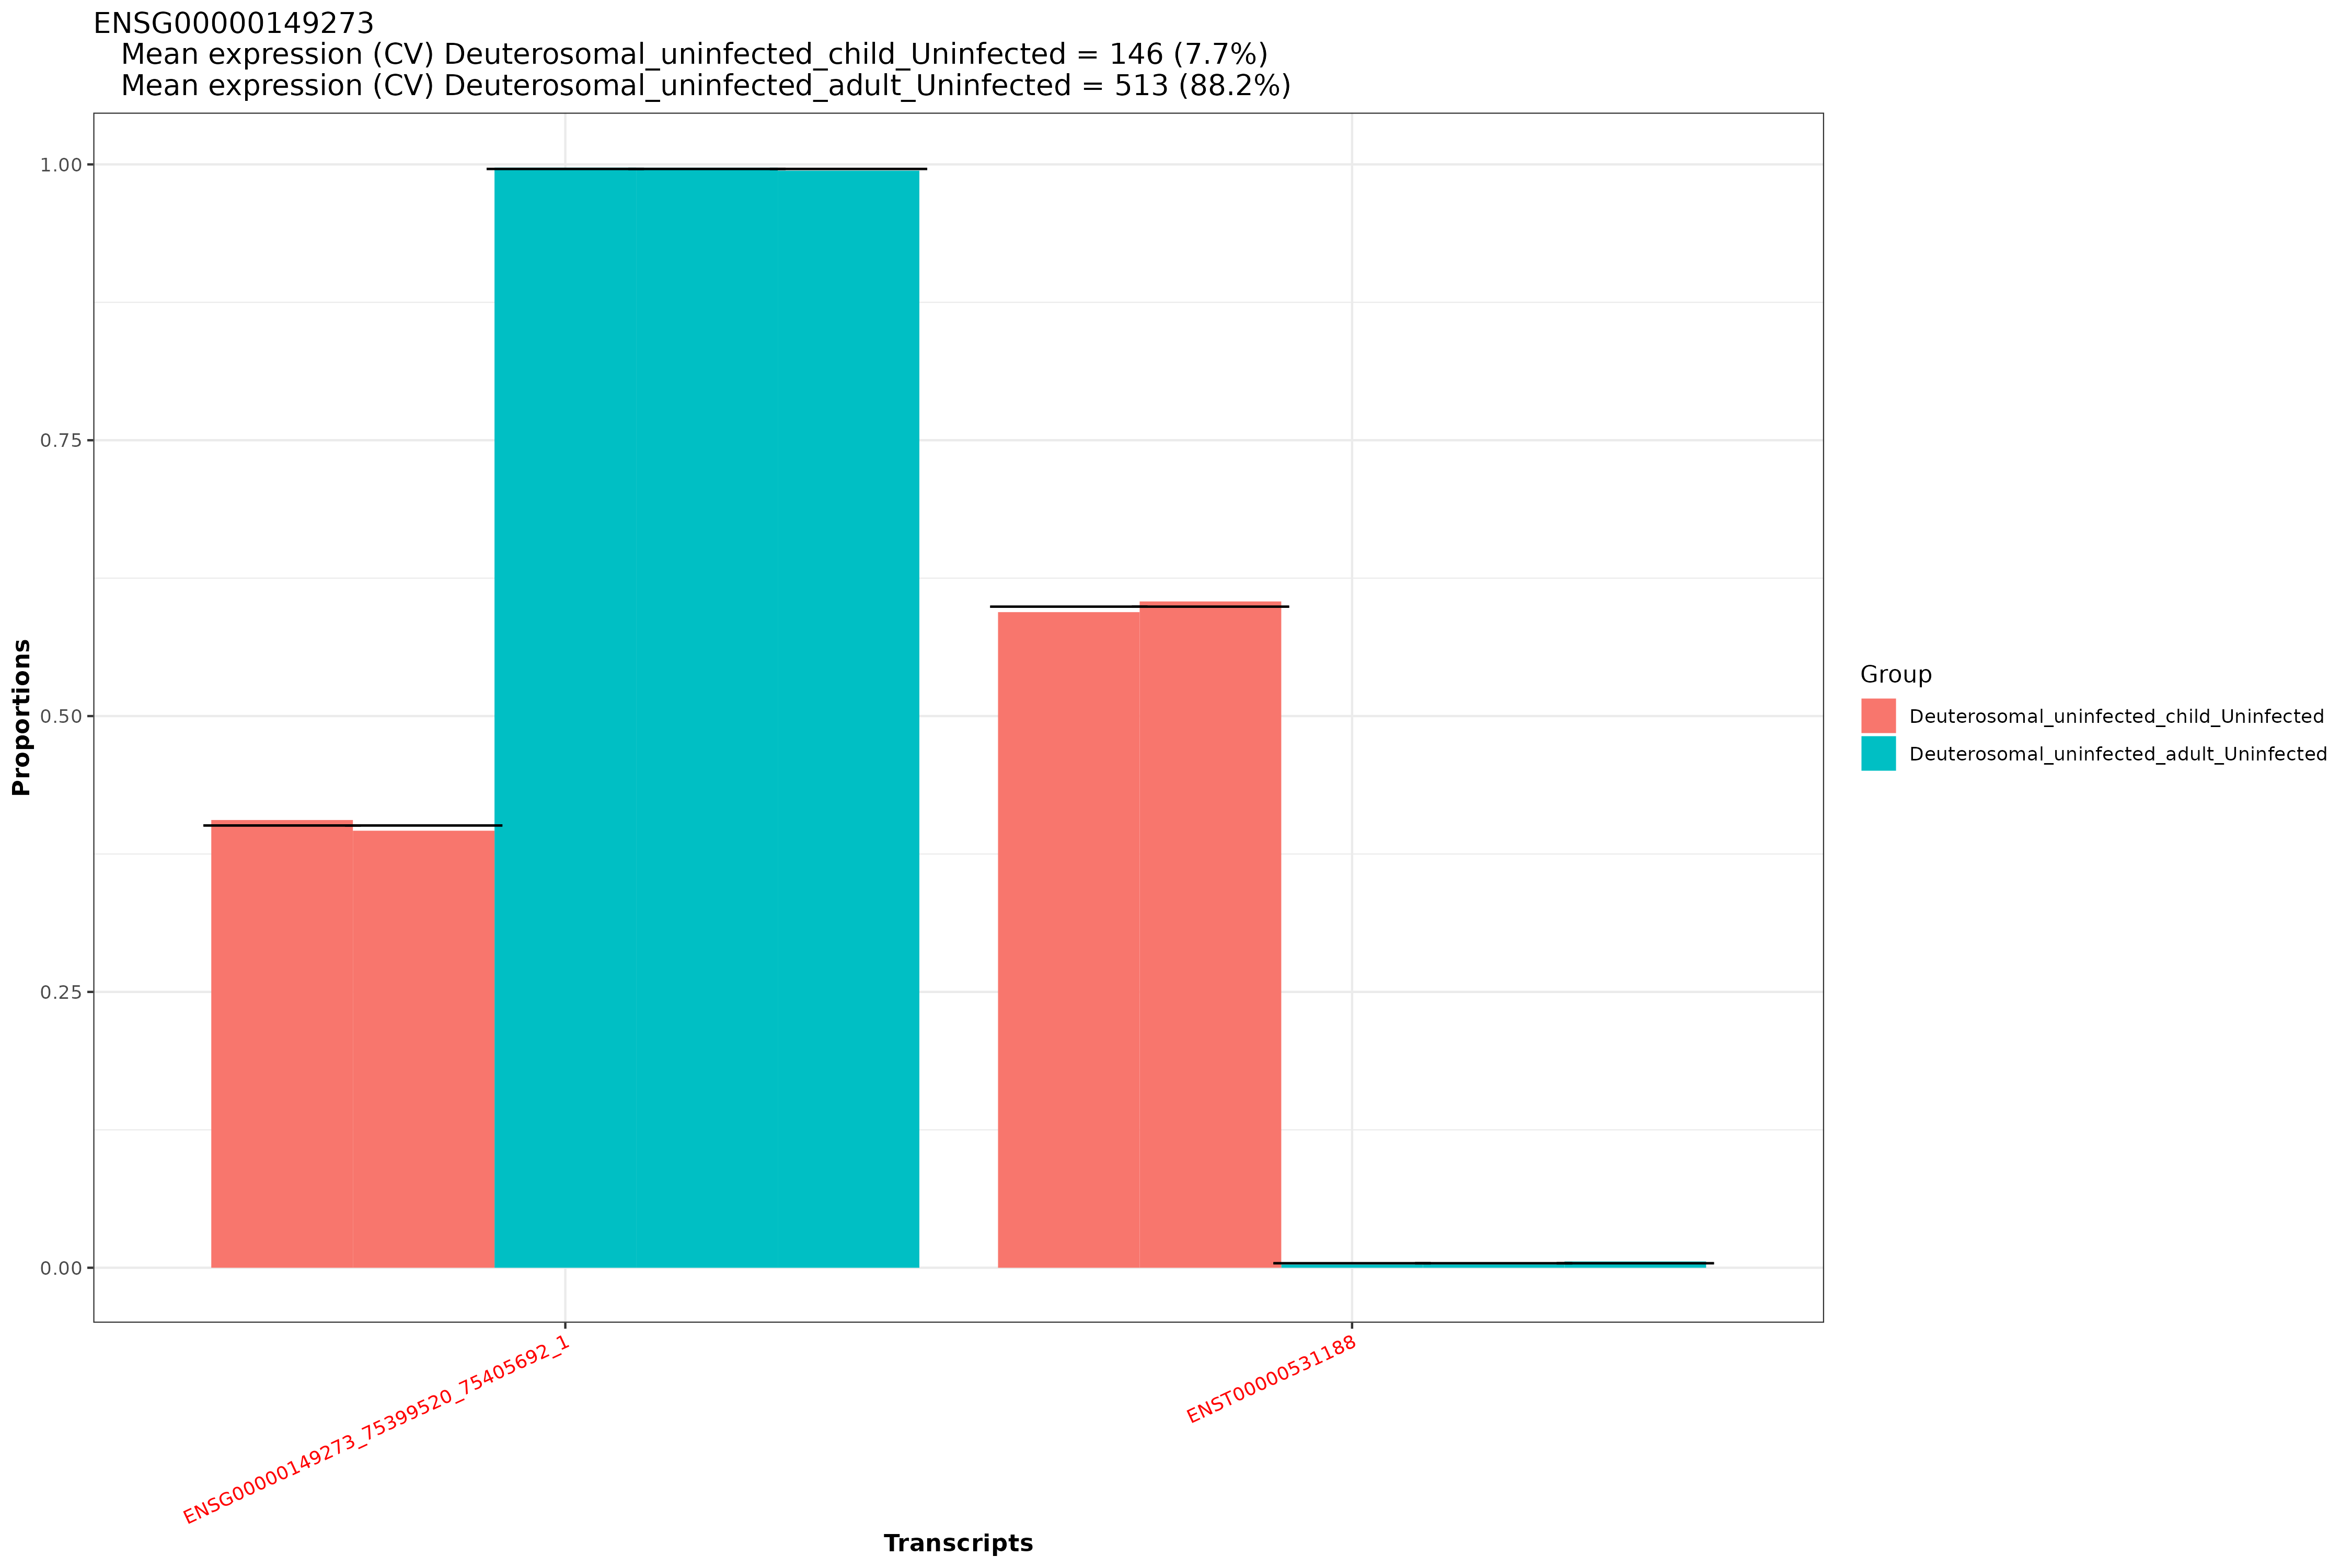 ENSG00000149273
Mean expression (CV) Deuterosomal_uninfected_child_Uninfected = 146 (7.7%)
Mean expression (CV) Deuterosomal_uninfected_adult_Uninfected = 513 (88.2%)
1.00
0.75
0.50
0.25
0.00
Proportions
ENSG00000149273_75399520_75405692_1
ENST00000531188
Transcripts
Group
Deuterosomal_uninfected_child_Uninfected
Deuterosomal_uninfected_adult_Uninfected